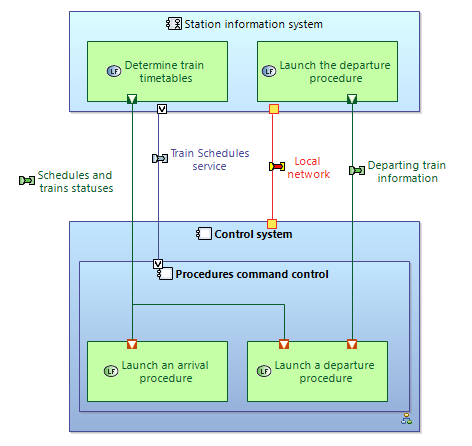 Station information system
Determine train
timetables
LF
Launch the departure
procedure
LF
Train Schedules
service
Local
network
Departing train
information
Schedules and
trains statuses
Control system
Procedures command control
Launch an arrival
procedure
LF
Launch a departure
procedure
LF